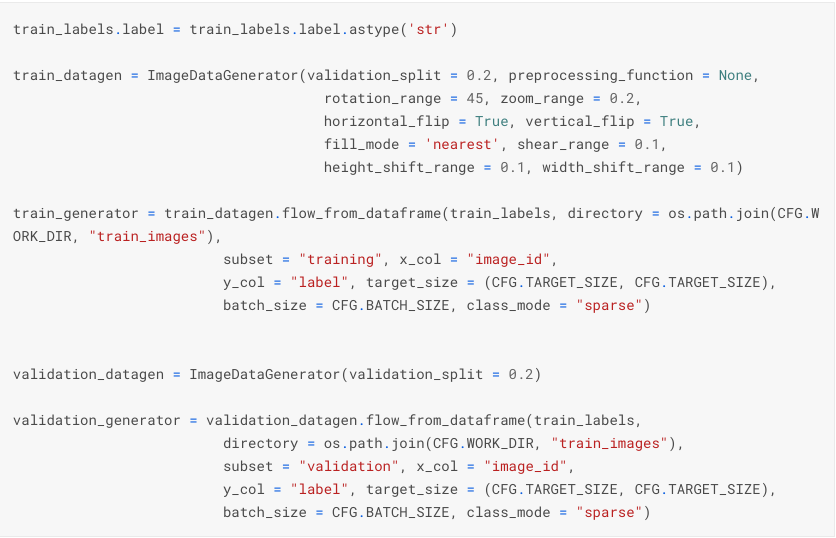 train_labels.label = train_labels.label.astype('str')
train_datagen = ImageDataGenerator(validation_split = 0.2, preprocessing_function = None,
rotation_range = 45, zoom_range = 0.2,
horizontal_flip = True, vertical_flip = True,
fill_mode = 'nearest', shear_range = 0.1,
height_shift_range = 0.1, width_shift_range = 0.1)
train_generator = train_datagen.flow_from_dataframe(train_labels, directory = os.path.join(CFG.W
ORK_DIR, "train_images"),
subset = "training", x_col = "image_id",
y_col = "label", target_size = (CFG.TARGET_SIZE, CFG.TARGET_SIZE),
batch_size = CFG.BATCH_SIZE, class_mode = "sparse")
validation_datagen = ImageDataGenerator(validation_split = 0.2)
validation_generator = validation_datagen.flow_from_dataframe(train_labels,
directory = os.path.join(CFG.WORK_DIR, "train_images"),
subset = "validation", x_col = "image_id",
y_col = "label", target_size = (CFG.TARGET_SIZE, CFG.TARGET_SIZE),
batch_size = CFG.BATCH_SIZE, class_mode = "sparse")